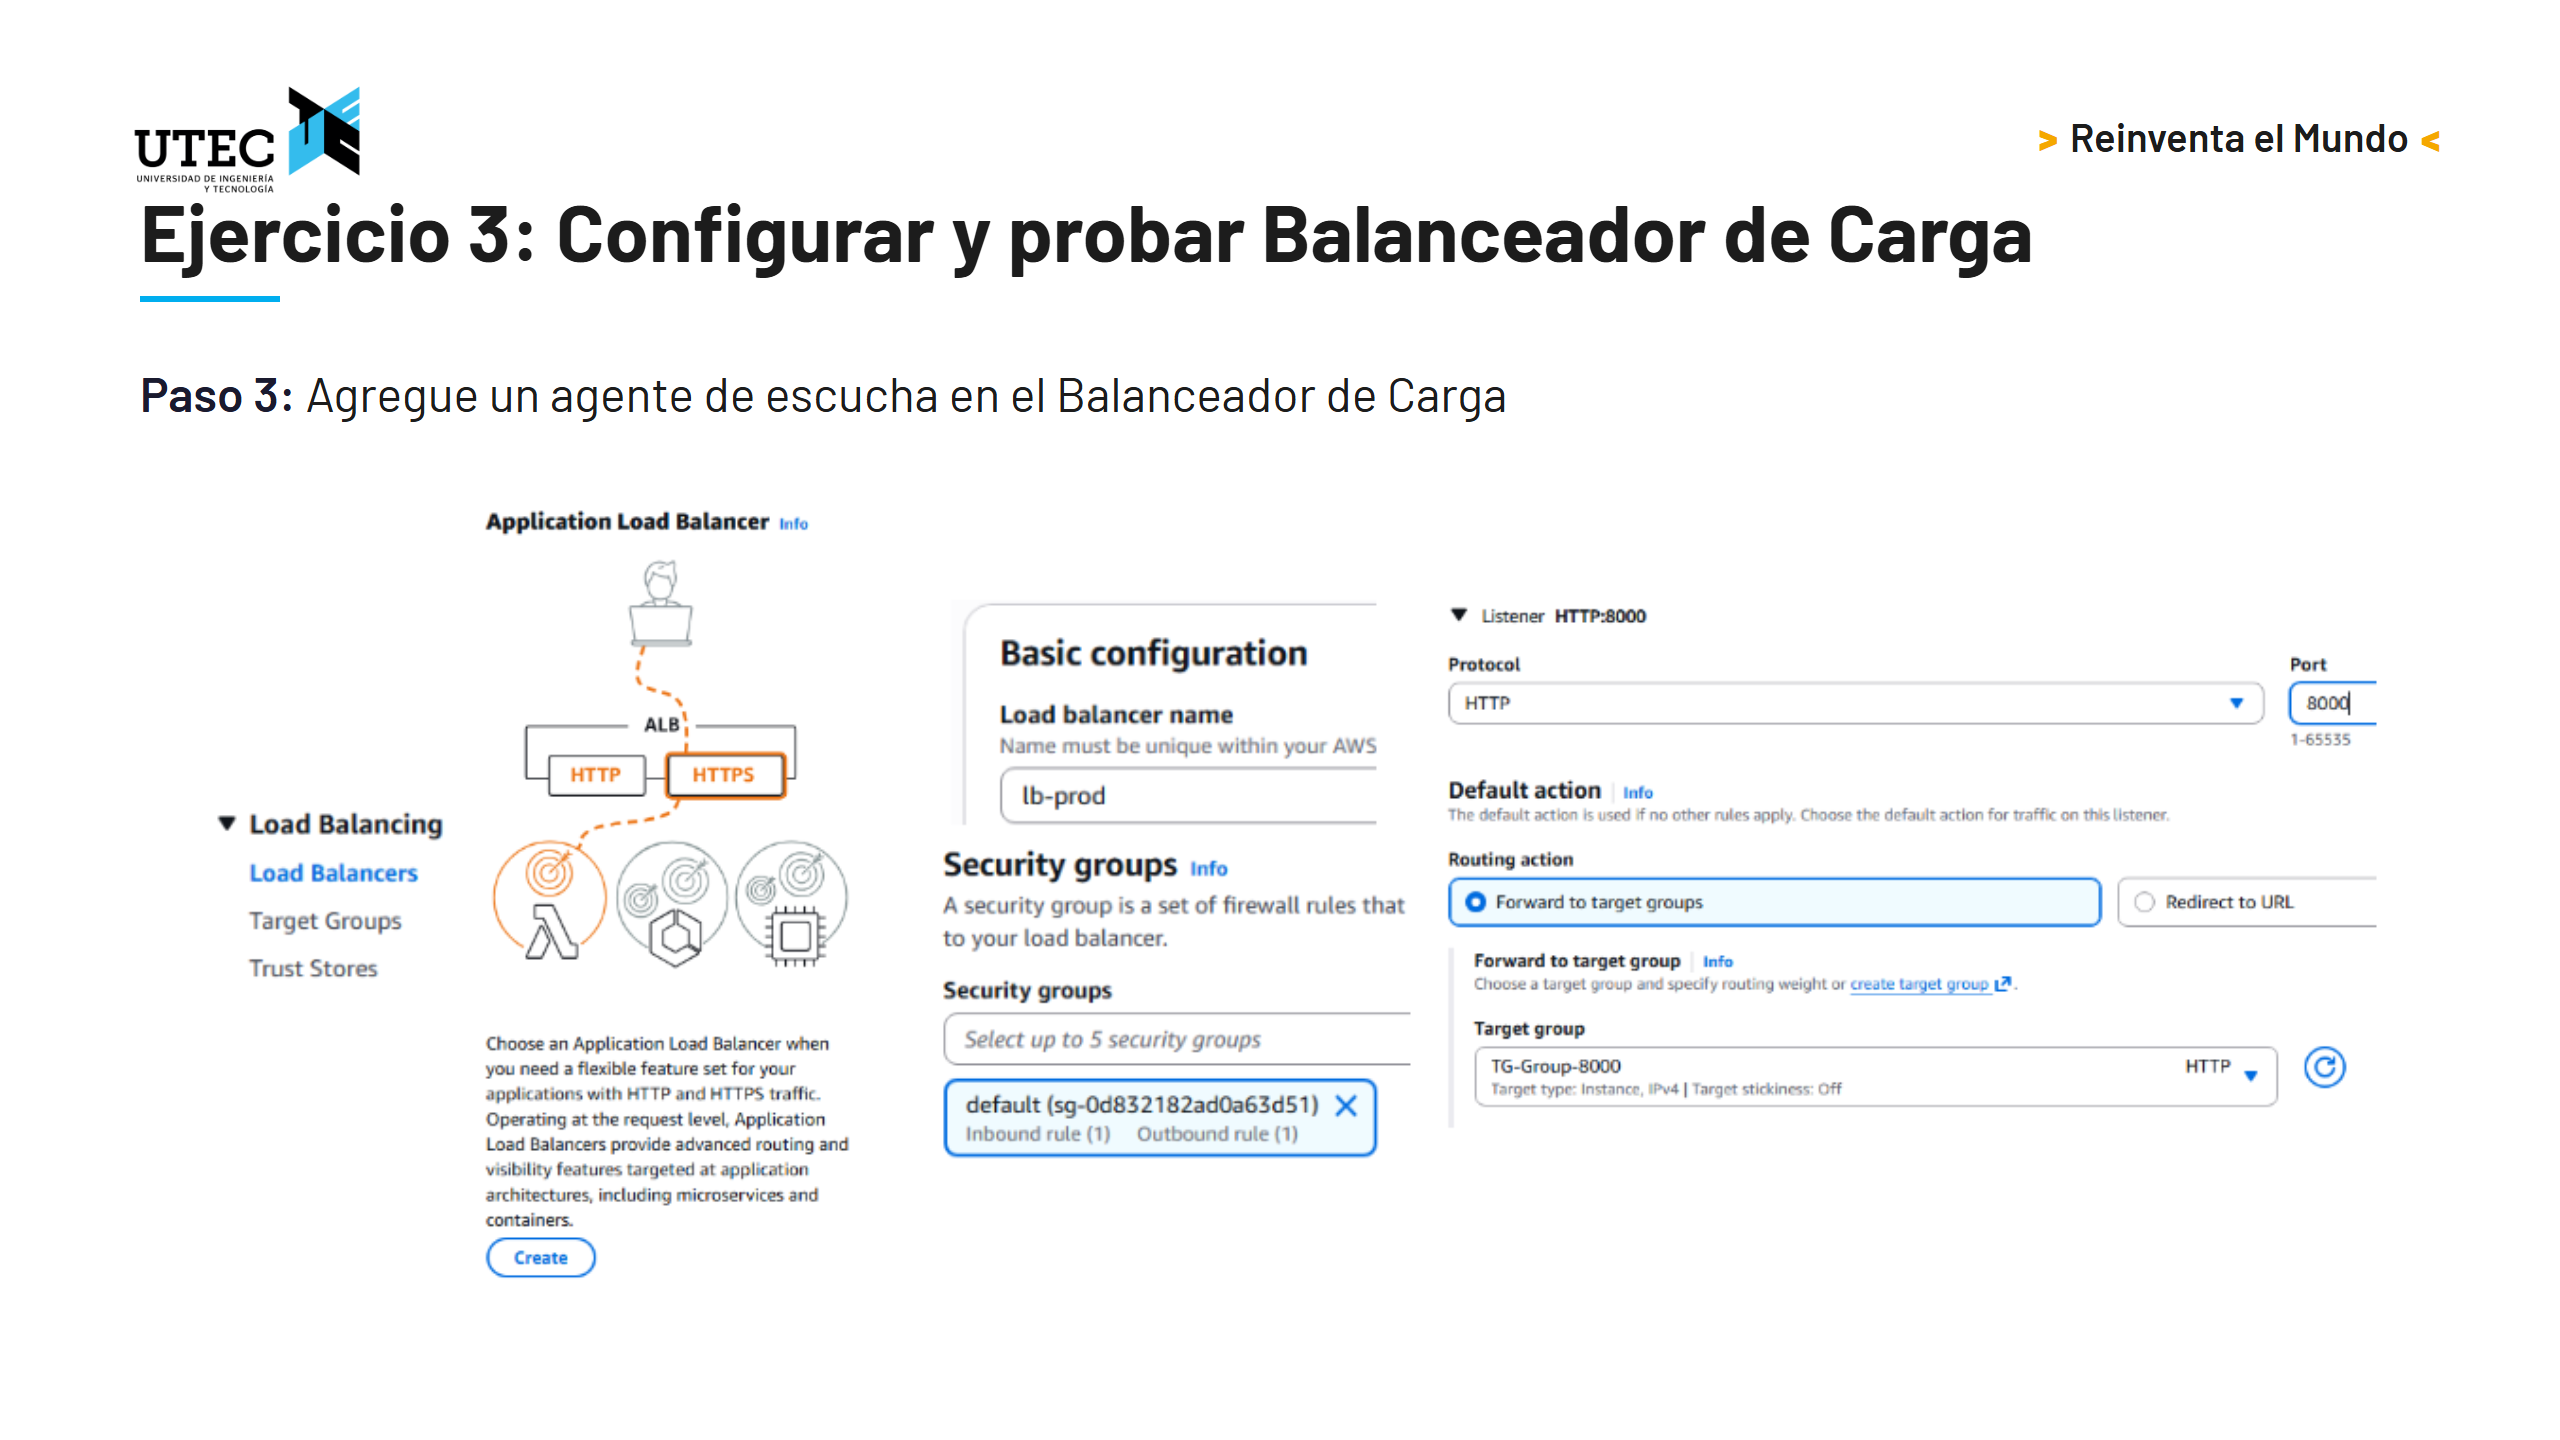 UTEC
UNIVERSIDAD DE INGENIERÍA
Y TECNOLOGÍA
> Reinventa el Mundo <
Ejercicio 3: Configurar y probar Balanceador de Carga
Paso 3: Agregue un agente de escucha en el Balanceador de Carga
Load Balancing
Load Balancers
Target Groups
Trust Stores
Application Load Balancer Info
ALB
HTTP
HTTPS
Choose an Application Load Balancer when
you need a flexible feature set for your
applications with HTTP and HTTPS traffic.
Operating at the request level, Application
Load Balancers provide advanced routing and
visibility features targeted at application
architectures, including microservices and
containers.
Create
Basic configuration
Load balancer name
Name must be unique within your AWS
lb-prod
Security groups Info
A security group is a set of firewall rules that
to your load balancer.
Security groups
Select up to 5 security groups
default (sg-0d832182ad0a63d51)
Inbound rule (1) Outbound rule (1)
Listener HTTP:8000
Protocol
Port
HTTP
8000
1-65535
Default action Info
The default action is used if no other rules apply. Choose the default action for traffic on this listener.
Routing action
Forward to target groups
Redirect to URL
Forward to target group Info
Choose a target group and specify routing weight or create target group.
Target group
TG-Group-8000
HTTP
Target type: Instance, IPv4 | Target stickiness: Off